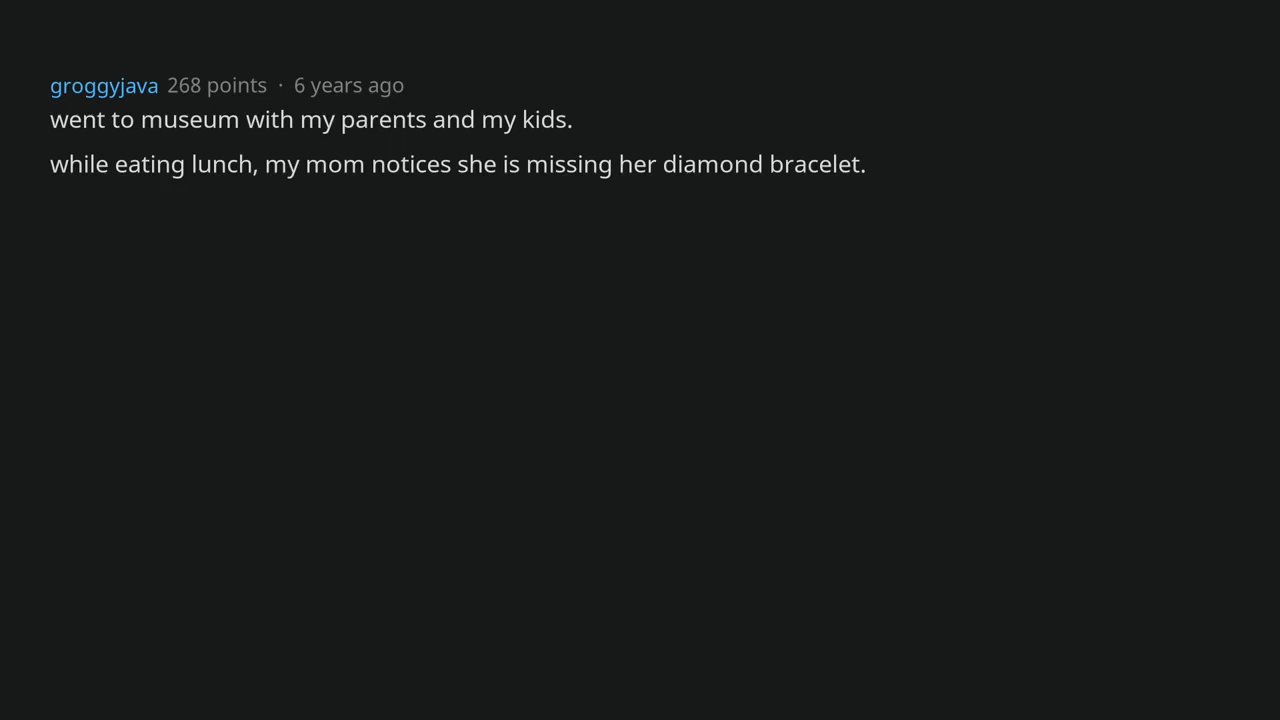 groggyjava 268 points · 6 years ago
went to museum with my parents and my kids.
while eating lunch, my mom notices she is missing her diamond bracelet.